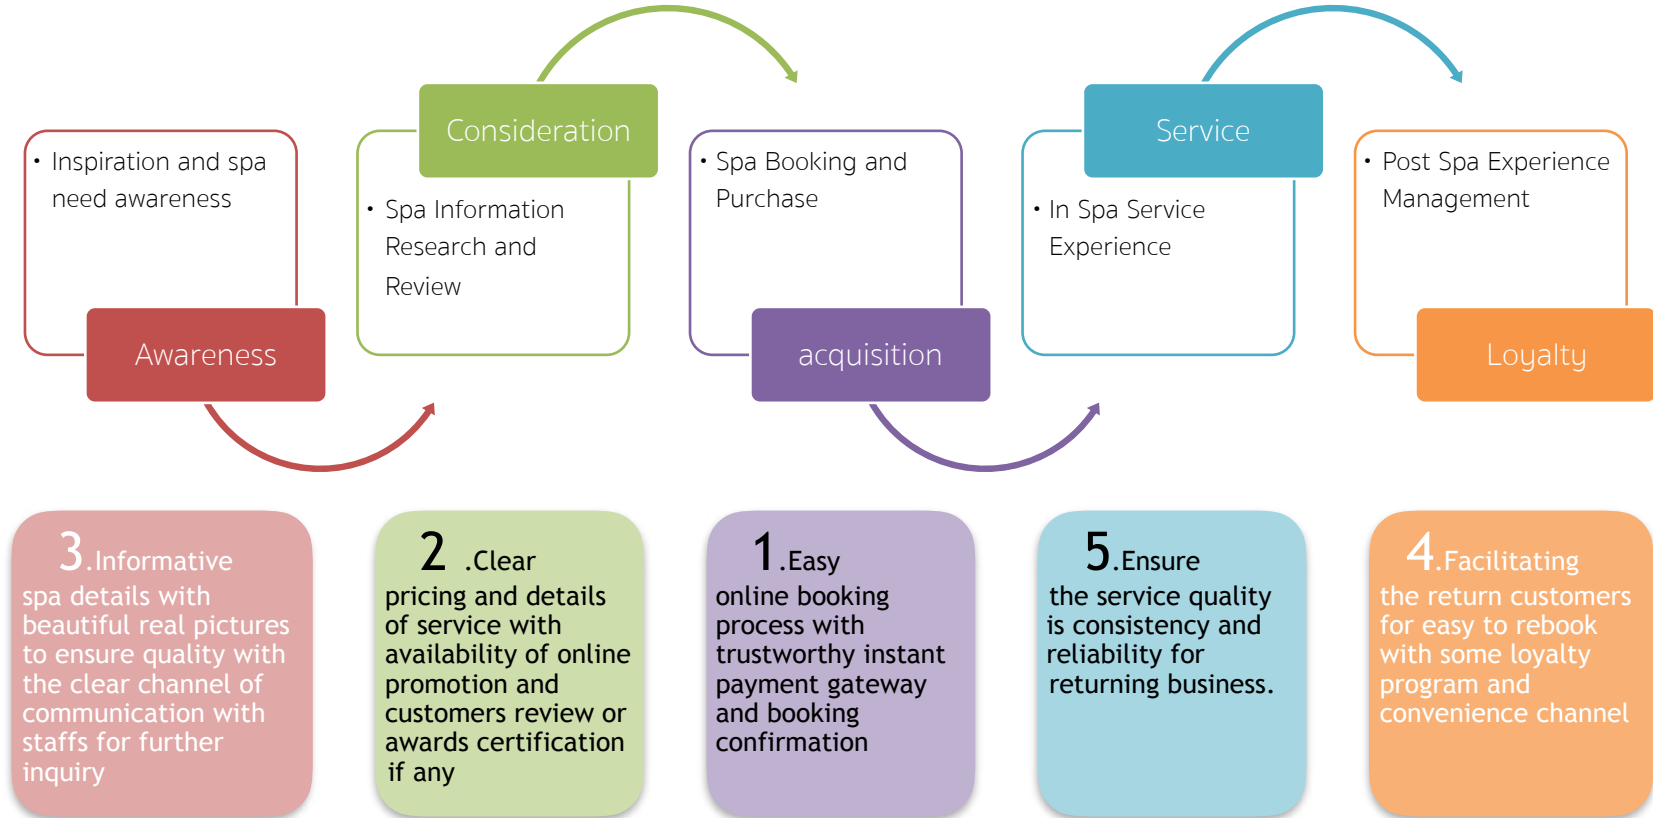 • Inspiration and spa
need awareness
Awareness
Consideration
• Spa Information
Research and
Review
• Spa Booking and
Purchase
acquisition
Service
• In Spa Service
Experience
• Post Spa Experience
Management
Loyalty
3.Informative
spa details with
beautiful real pictures
to ensure quality with
the clear channel of
communication with
staffs for further
inquiry
2 .Clear
pricing and details
of service with
availability of online
promotion and
customers review or
awards certification
if any
1.Easy
online booking
process with
trustworthy instant
payment gateway
and booking
confirmation
5.Ensure
the service quality
is consistency and
reliability for
returning business.
4.Facilitating
the return customers
for easy to rebook
with some loyalty
program and
convenience channel